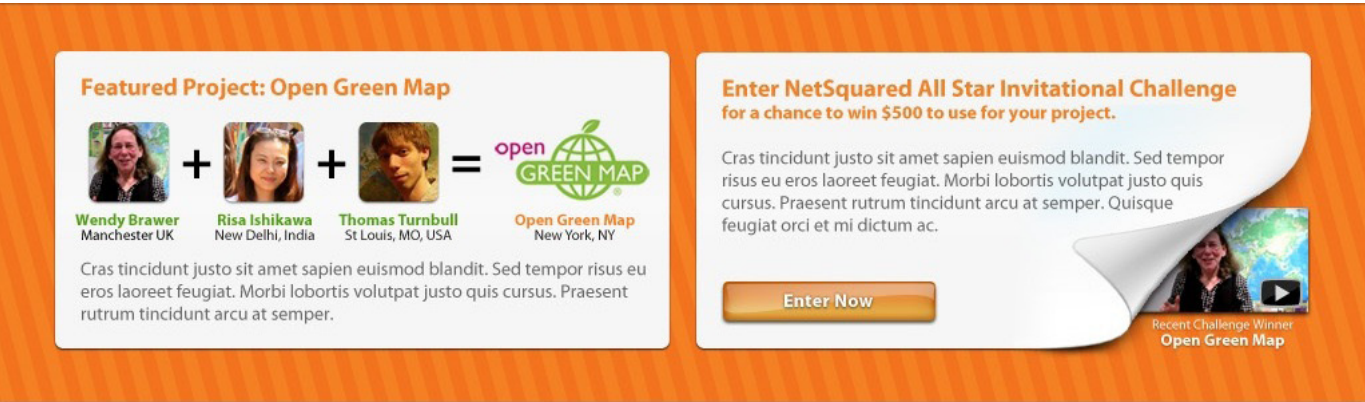 Featured Project: Open Green Map
+ + =
open
GREEN MAP
®
Wendy Brawer
Manchester UK
Risa Ishikawa
New Delhi, India
Thomas Turnbull
St Louis, MO, USA
Open Green Map
New York, NY
Cras tincidunt justo sit amet sapien euismod blandit. Sed tempor risus eu
eros laoreet feugiat. Morbi lobortis volutpat justo quis cursus. Praesent
rutrum tincidunt arcu at semper.
Enter NetSquared All Star Invitational Challenge
for a chance to win $500 to use for your project.
Cras tincidunt justo sit amet sapien euismod blandit. Sed tempor
risus eu eros laoreet feugiat. Morbi lobortis volutpat justo quis
cursus. Praesent rutrum tincidunt arcu at semper. Quisque
feugiat orci et mi dictum ac.
Enter Now
Recent Challenge Winner
Open Green Map